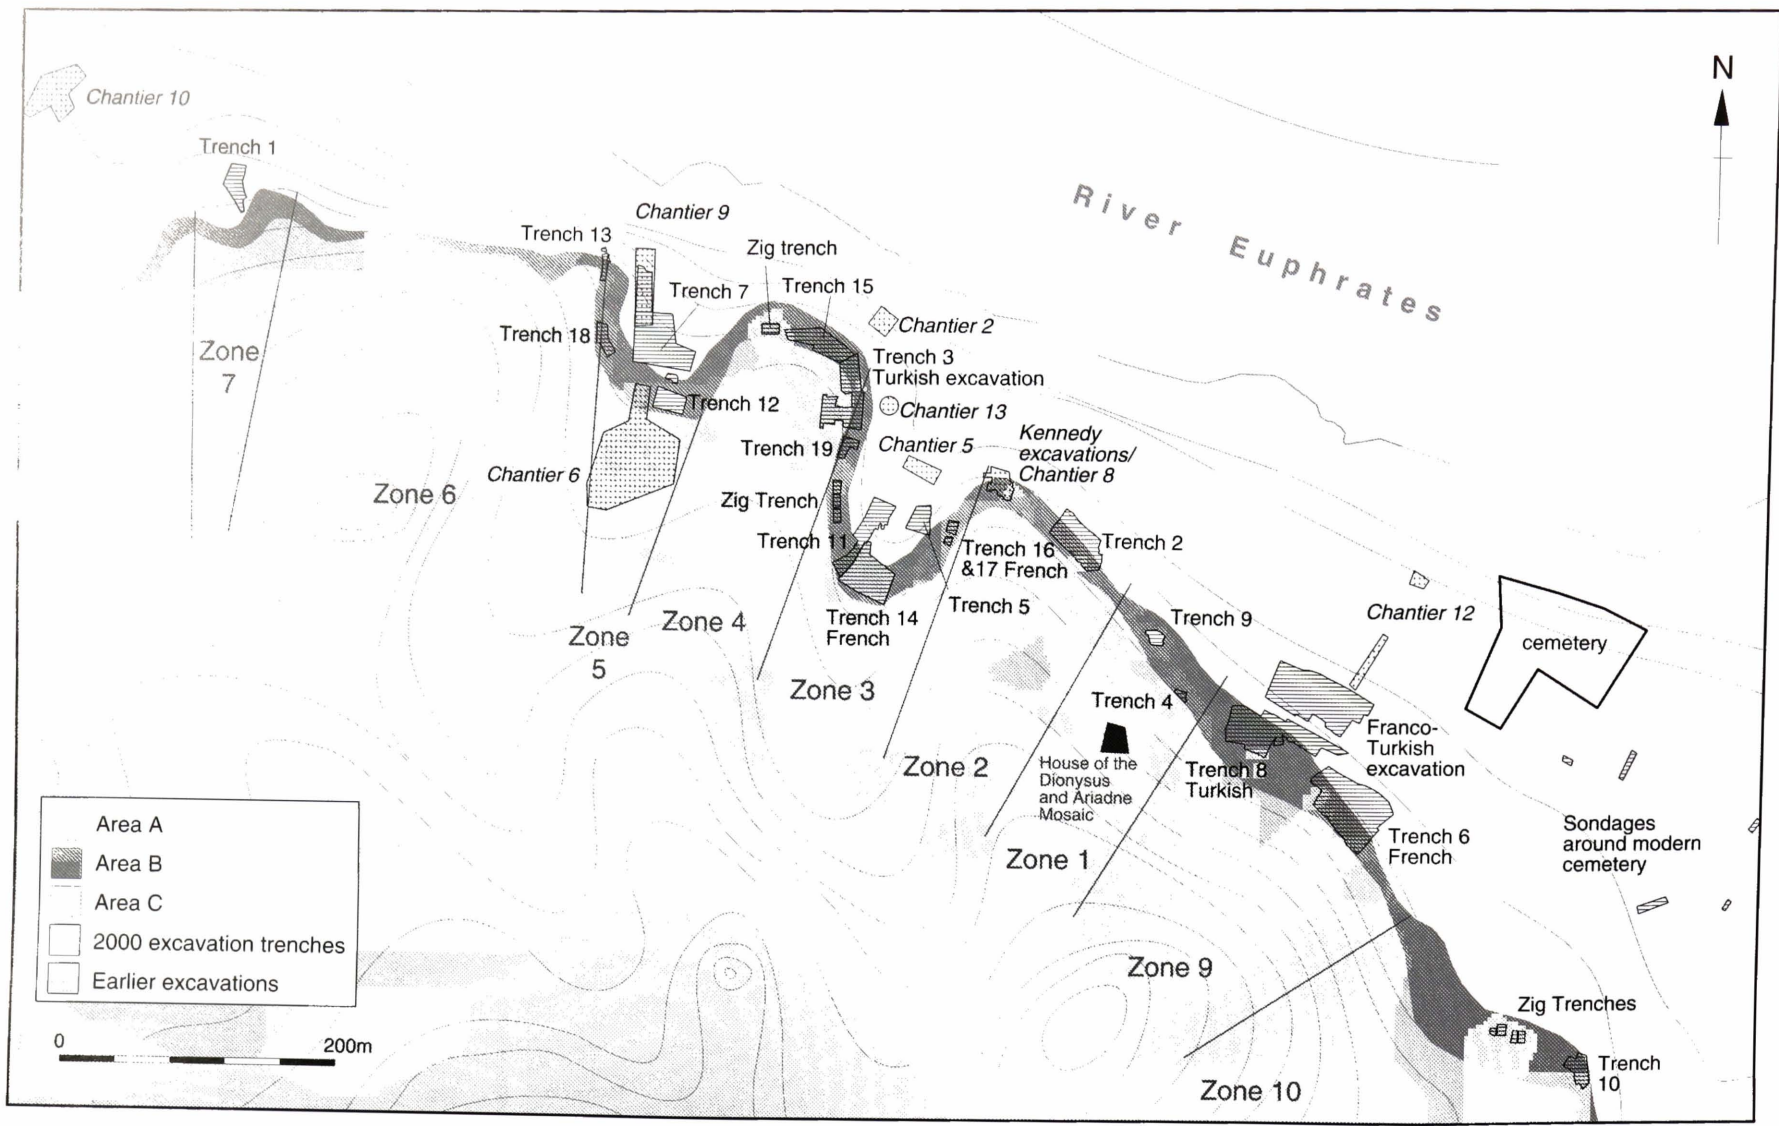 N
Chantier 10
Trench 1
River Euphrates
Chantier 9
Trench 13
Zig trench
Trench 7
Trench 15
Chantier 2
Trench 18
Zone
7
Trench 3
Turkish excavation
Trench 12
Chantier 13
Trench 19
Chantier 5
Kennedy
excavations/
Chantier 8
Chantier 6
Zone 6
Zig Trench
Trench 11
Trench 16
&17 French
Trench 2
Trench 5
Trench 14
French
Zone
5
Zone 4
Zone 3
Trench 9
Chantier 12
cemetery
Trench 4
Zone 2
House of the
Dionysus
and Ariadne
Mosaic
Trench 8
Turkish
Franco-
Turkish
excavation
Trench 6
French
Sondages
around modern
cemetery
Zone 1
Zone 9
Zig Trenches
Trench
10
Zone 10
Area A
Area B
Area C
2000 excavation trenches
Earlier excavations
0 200m